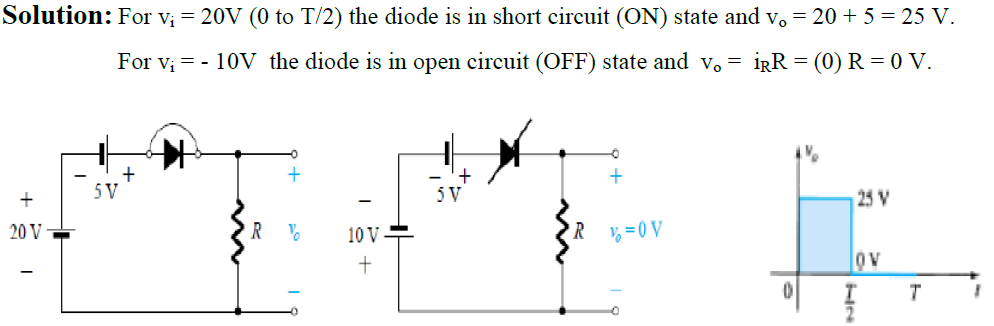 Solution: For vᵢ = 20V (0 to T/2) the diode is in short circuit (ON) state and vₒ = 20 + 5 = 25 V.
For vᵢ = - 10V the diode is in open circuit (OFF) state and vₒ = i_RR = (0) R = 0 V.
- +
5 V
+
20 V
-
R
+
vₒ
-
- +
5 V
-
10 V
+
R
+
vₒ = 0 V
-
vₒ
25 V
0 V
0
T/2
T
t